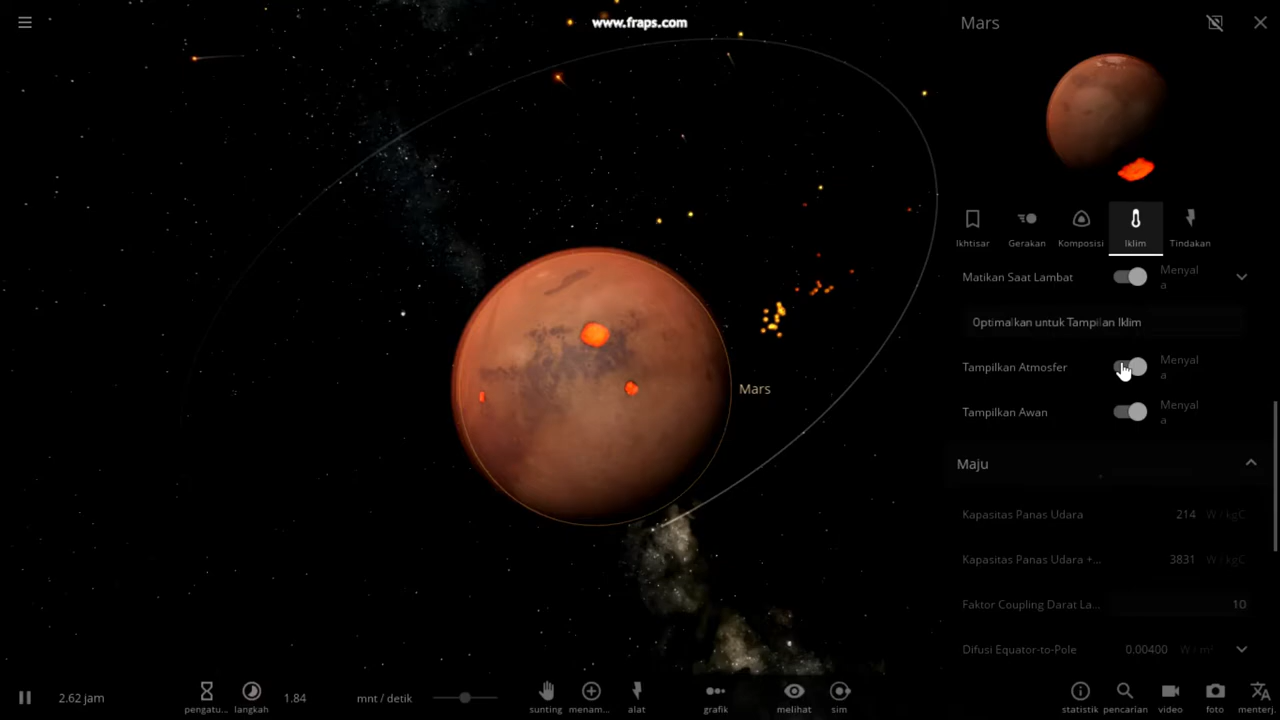 www.fraps.com
Mars
Ikhtisar
Gerakan
Komposisi
Iklim
Tindakan
Matikan Saat Lambat
Menyal
a
Optimalkan untuk Tampilan Iklim
Tampilkan Atmosfer
Menyal
a
Tampilkan Awan
Menyal
a
Mars
Maju
Kapasitas Panas Udara 214 W / kgC
Kapasitas Panas Udara +... 3831 W / kgC
Faktor Coupling Darat La... 10
Difusi Equator-to-Pole 0.00400 W / m²
2.62 jam
pengatu...
langkah
1.84
mnt / detik
sunting
menam...
alat
grafik
melihat
sim
statistik
pencarian
video
foto
menterj...